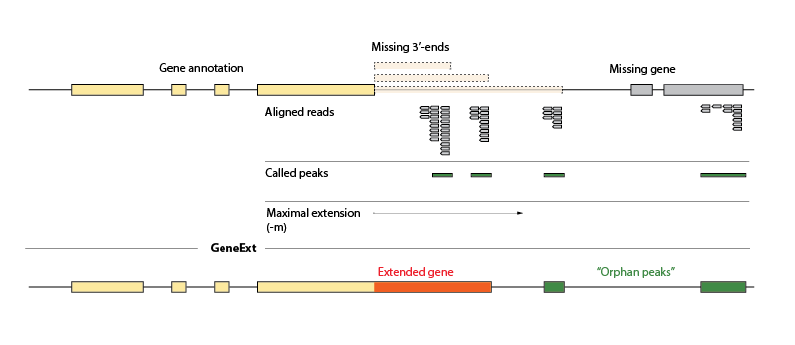 Missing 3'-ends
Gene annotation
Missing gene
Aligned reads
Called peaks
Maximal extension
(-m)
GeneExt
Extended gene
“Orphan peaks”